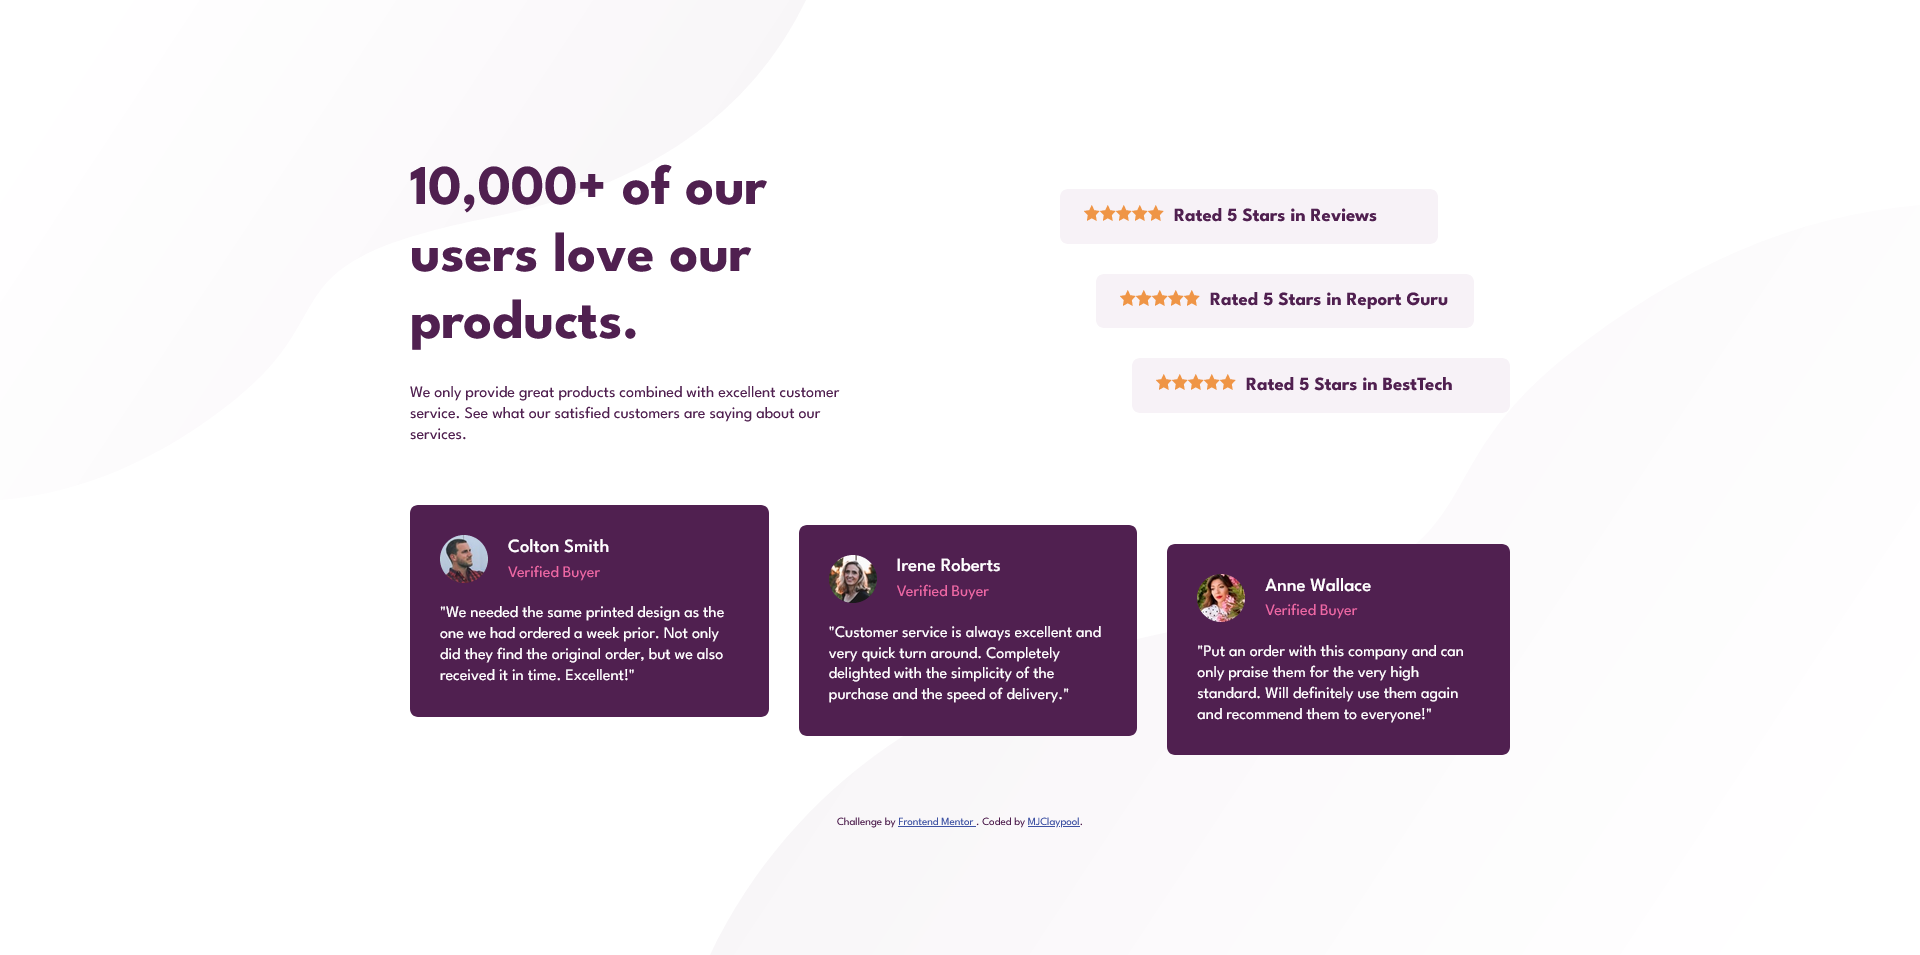 10,000+ of our
users love our
products.
We only provide great products combined with excellent customer
service. See what our satisfied customers are saying about our
services.
Rated 5 Stars in Reviews
Rated 5 Stars in Report Guru
Rated 5 Stars in BestTech
Colton Smith
Verified Buyer
"We needed the same printed design as the
one we had ordered a week prior. Not only
did they find the original order, but we also
received it in time. Excellent!"
Irene Roberts
Verified Buyer
"Customer service is always excellent and
very quick turn around. Completely
delighted with the simplicity of the
purchase and the speed of delivery."
Anne Wallace
Verified Buyer
"Put an order with this company and can
only praise them for the very high
standard. Will definitely use them again
and recommend them to everyone!"
Challenge by Frontend Mentor . Coded by MJClaypool.